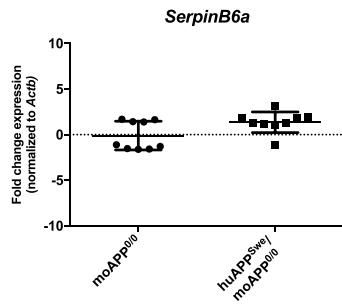 SerpinB6a
Fold change expression
(normalized to Actb)
10
5
0
-5
-10
moAPP0/0
huAPPSwe/
moAPP0/0